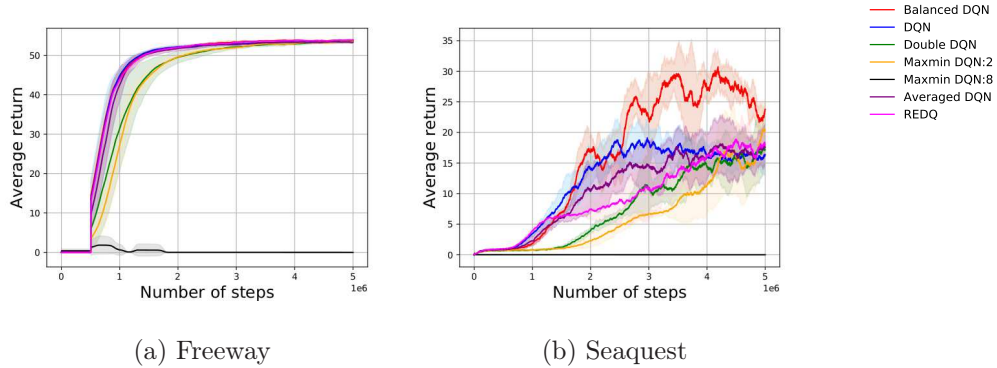 Average return
50
40
30
20
10
0
0 1 2 3 4 5
1e6
Number of steps
(a) Freeway
Average return
35
30
25
20
15
10
5
0
0 1 2 3 4 5
1e6
Number of steps
(b) Seaquest
Balanced DQN
DQN
Double DQN
Maxmin DQN:2
Maxmin DQN:8
Averaged DQN
REDQ